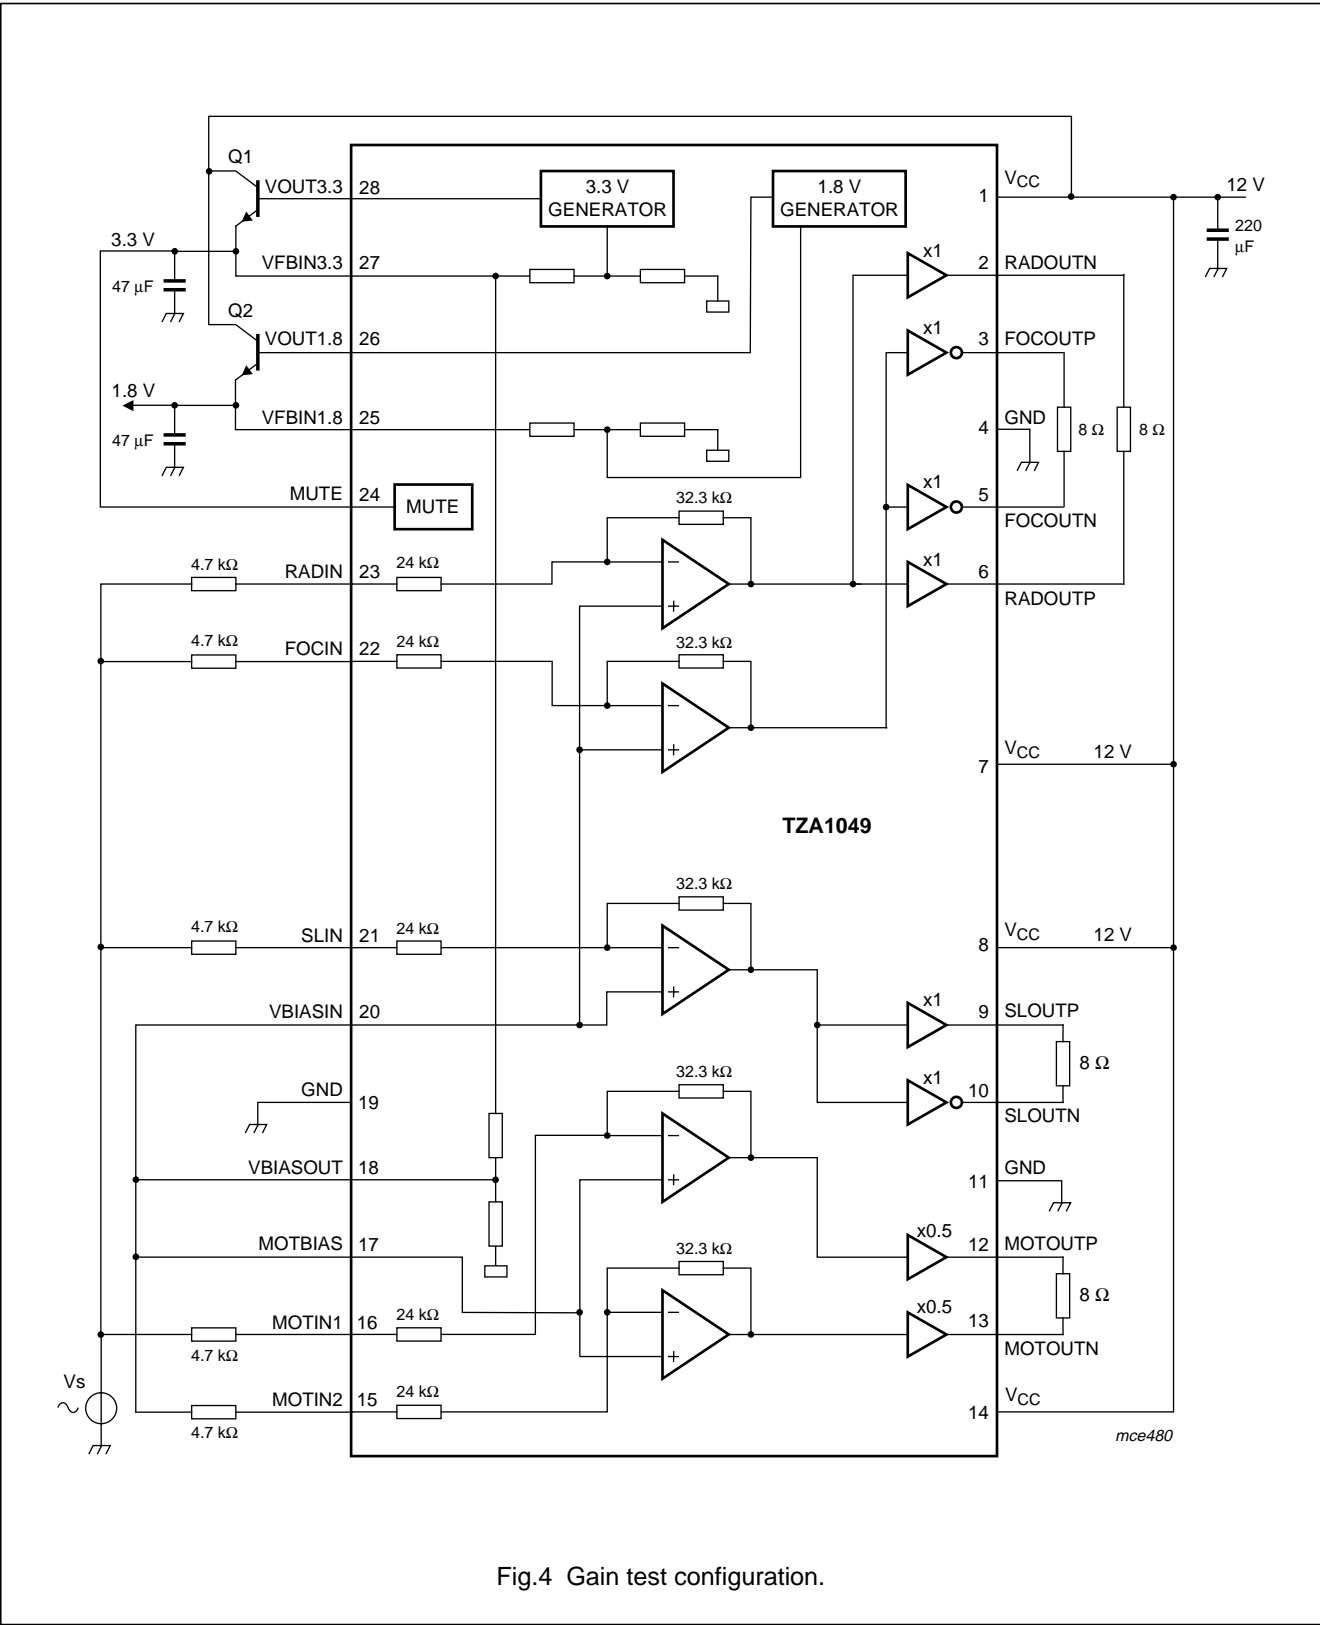 Q1
VOUT3.3 28
3.3 V
GENERATOR
1.8 V
GENERATOR
1 VCC
12 V
220
μF
3.3 V
VFBIN3.3 27
47 μF
x1
2 RADOUTN
Q2
VOUT1.8 26
x1
3 FOCOUTP
1.8 V
VFBIN1.8 25
47 μF
4 GND
8 Ω
8 Ω
MUTE 24
MUTE
32.3 kΩ
x1
5
FOCOUTN
4.7 kΩ
RADIN 23
24 kΩ
−
+
x1
6
RADOUTP
4.7 kΩ
FOCIN 22
24 kΩ
32.3 kΩ
−
+
7 VCC 12 V
TZA1049
4.7 kΩ
SLIN 21
24 kΩ
32.3 kΩ
−
+
8 VCC 12 V
VBIASIN 20
x1
9 SLOUTP
8 Ω
x1
10
SLOUTN
GND
19
32.3 kΩ
−
+
VBIASOUT 18
11 GND
MOTBIAS 17
x0.5
12 MOTOUTP
8 Ω
32.3 kΩ
−
+
MOTIN1 16
24 kΩ
4.7 kΩ
x0.5
13
MOTOUTN
Vs
MOTIN2 15
24 kΩ
4.7 kΩ
14 VCC
mce480
Fig.4 Gain test configuration.